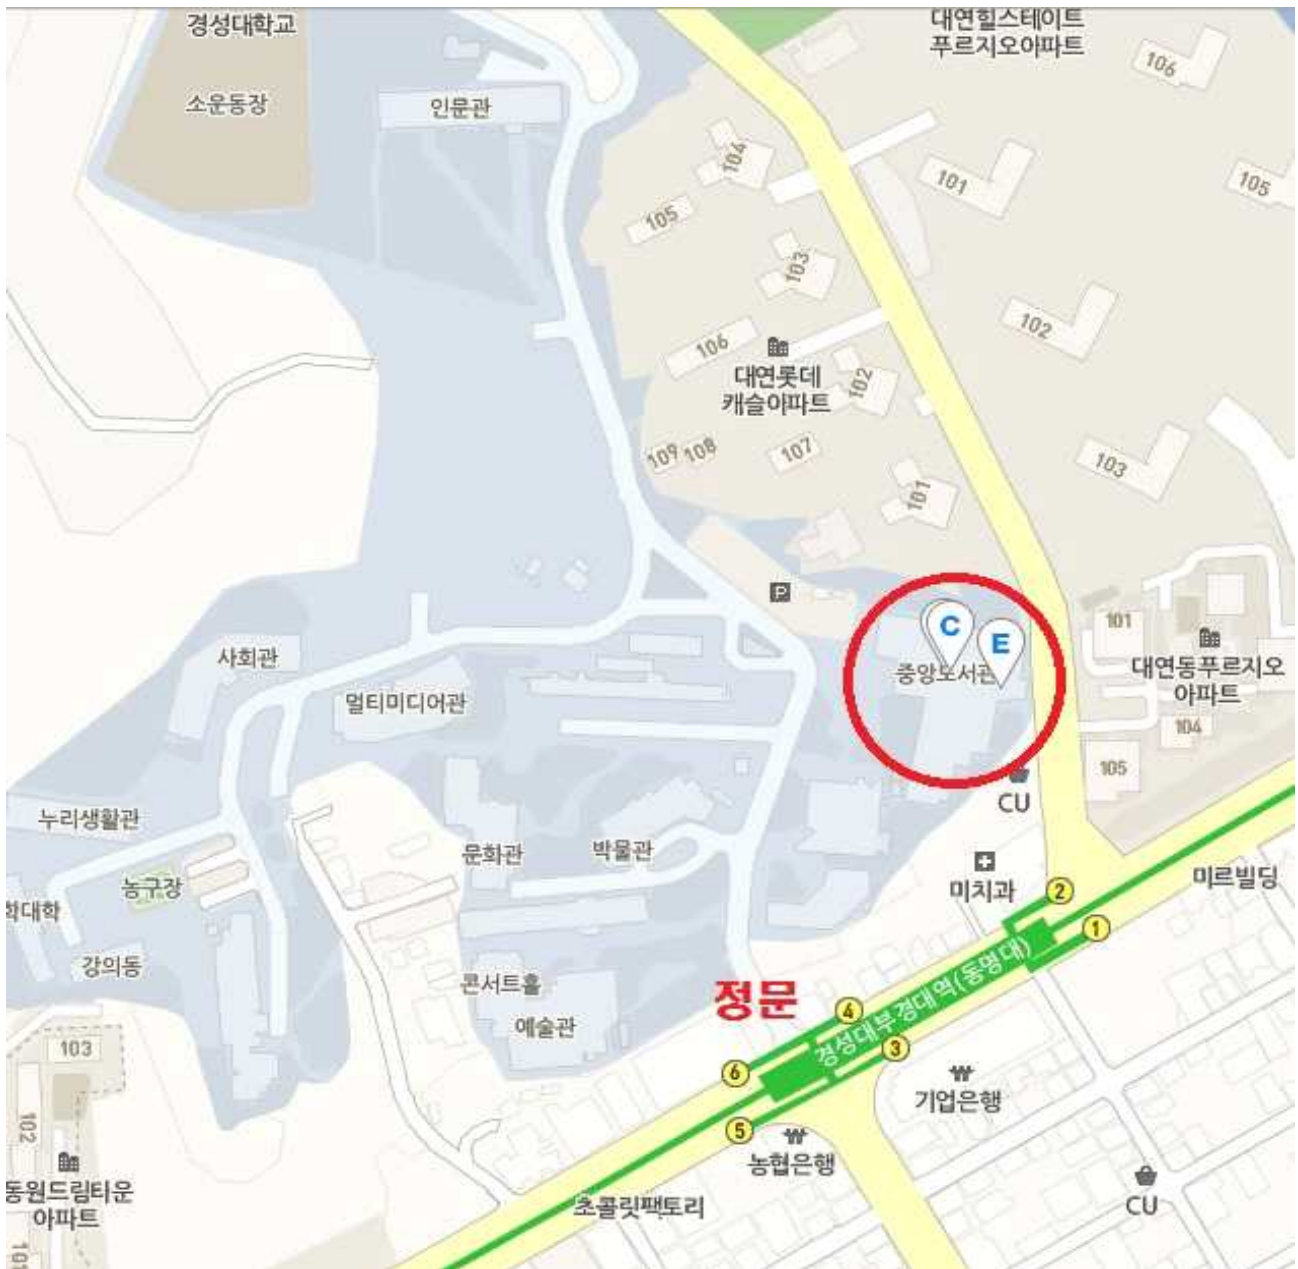 경성대학교
소운동장
인문관
대연힐스테이트
푸르지오아파트
106
104
101
105
105
103
102
106
대연롯데
캐슬아파트
102
109
108
107
103
101
P
C
E
중앙도서관
101
대연동푸르지오
아파트
104
105
사회관
멀티미디어관
CU
누리생활관
문화관
박물관
미치과
미르빌딩
농구장
학대학
강의동
2
1
콘서트홀
예술관
정문
4
경성대부경대역(동명대)
3
6
5
103
102
기업은행
농협은행
동원드림타운
아파트
초콜릿팩토리
CU